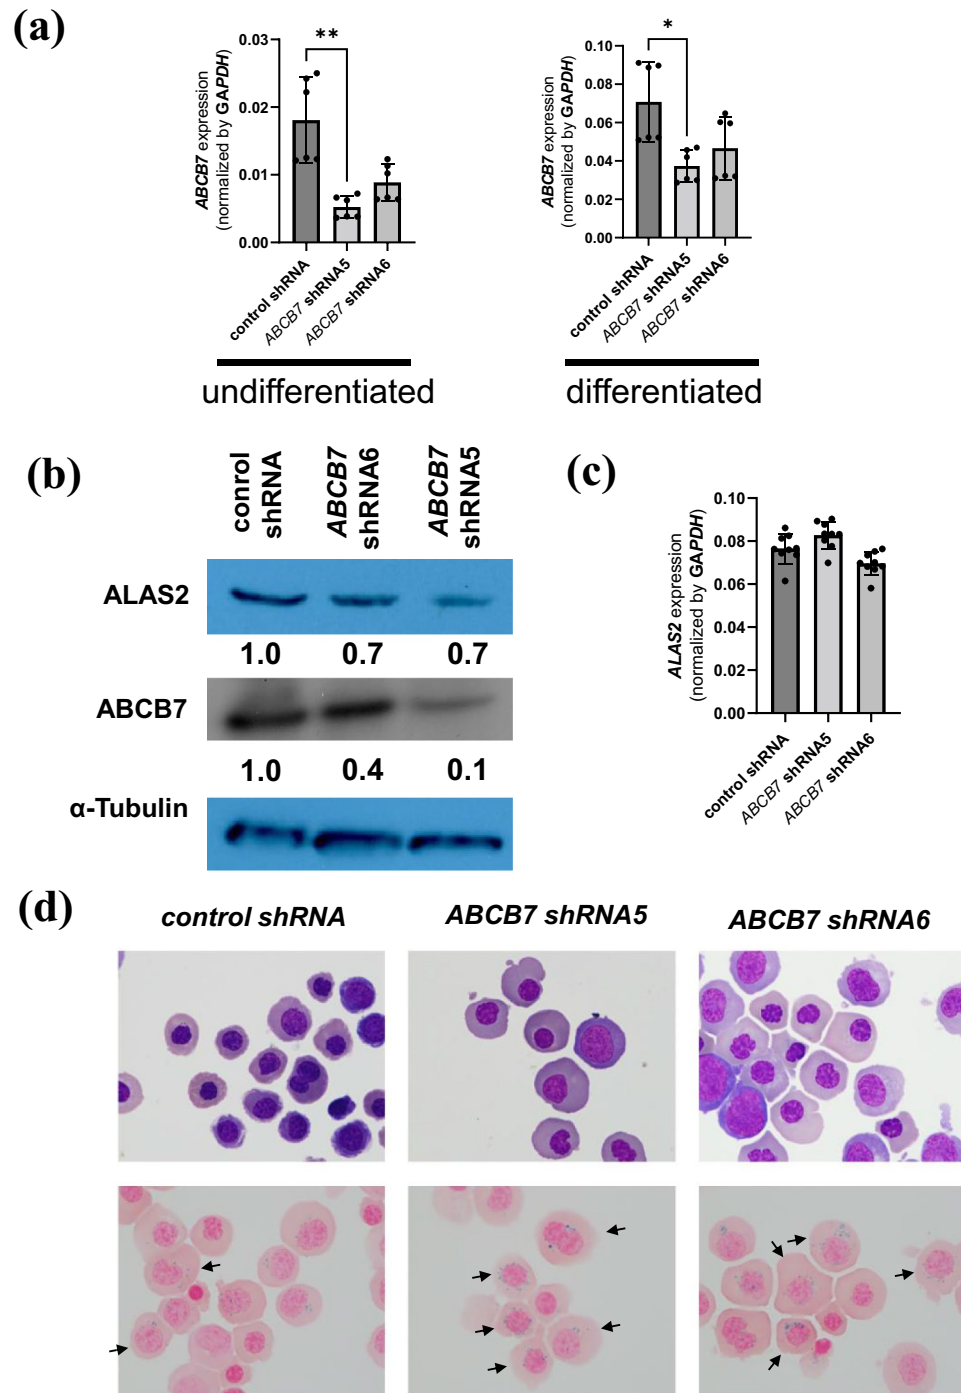 (a)
ABCB7 expression
(normalized by GAPDH)
0.03
0.02
0.01
0.00
**
control shRNA
ABCB7 shRNA5
ABCB7 shRNA6
undifferentiated
ABCB7 expression
(normalized by GAPDH)
0.10
0.08
0.06
0.04
0.02
0.00
*
control shRNA
ABCB7 shRNA5
ABCB7 shRNA6
differentiated
(b)
conrol
shRNA
ABCB7
shRNA6
ABCB7
shRNA5
ALAS2
1.0 0.7 0.7
ABCB7
1.0 0.4 0.1
α-Tubulin
(c)
ALAS2 expression
(normalized by GAPDH)
0.10
0.08
0.06
0.04
0.02
0.00
control shRNA
ABCB7 shRNA5
ABCB7 shRNA6
(d)
control shRNA
ABCB7 shRNA5
ABCB7 shRNA6